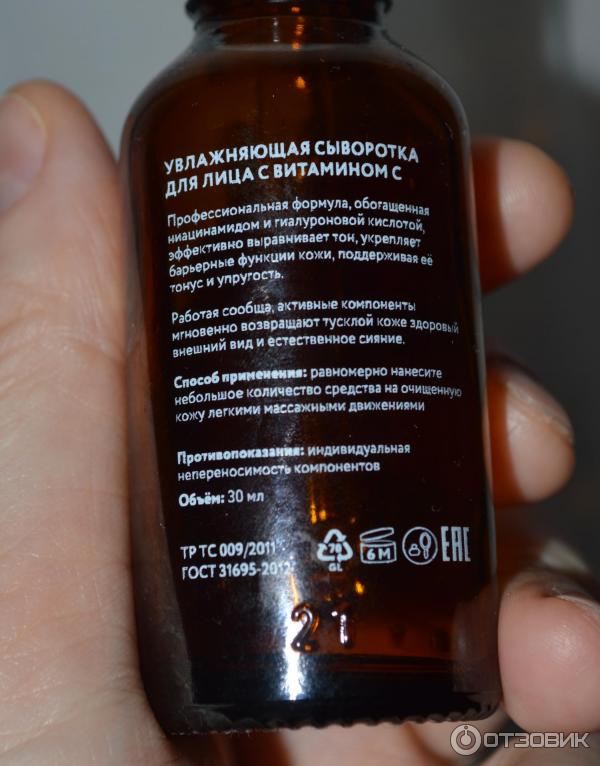 УВЛАЖНЯЮЩАЯ СЫВОРОТКА
ДЛЯ ЛИЦА С ВИТАМИНОМ С
Профессиональная формула, обогащенная
ниацинамидом и гиалуроновой кислотой,
эффективно выравнивает тон, укрепляет
барьерные функции кожи, поддерживая её
тонус и упругость.
Работая сообща, активные компоненты
мгновенно возвращают тусклой коже здоровый
внешний вид и естественное сияние.
Способ применения: равномерно нанесите
небольшое количество средства на очищенную
кожу легкими массажными движениями
Противопоказания: индивидуальная
непереносимость компонентов
Объём: 30 мл
ТР ТС 009/2011
ГОСТ 31695-2012
70
GL
6M
EAC
21
ОТЗОВИК